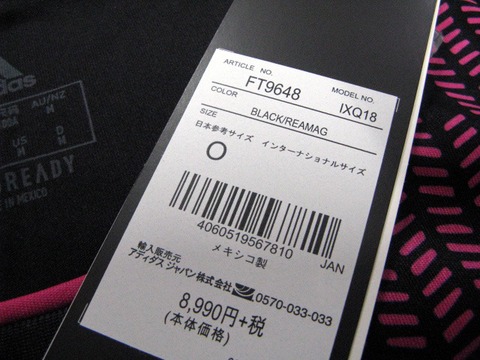 adidas
AU/NZ
M
US
M
D
M
READY
IN MEXICO
ARTICLE NO.
FT9648
MODEL NO.
IXQ18
COLOR
BLACK/REAMAG
SIZE
日本参考サイズ インターナショナルサイズ
O
4060519567810
JAN
メキシコ製
輸入販売元
アディダス ジャパン株式会社
0570-033-033
8,990円+税
(本体価格)